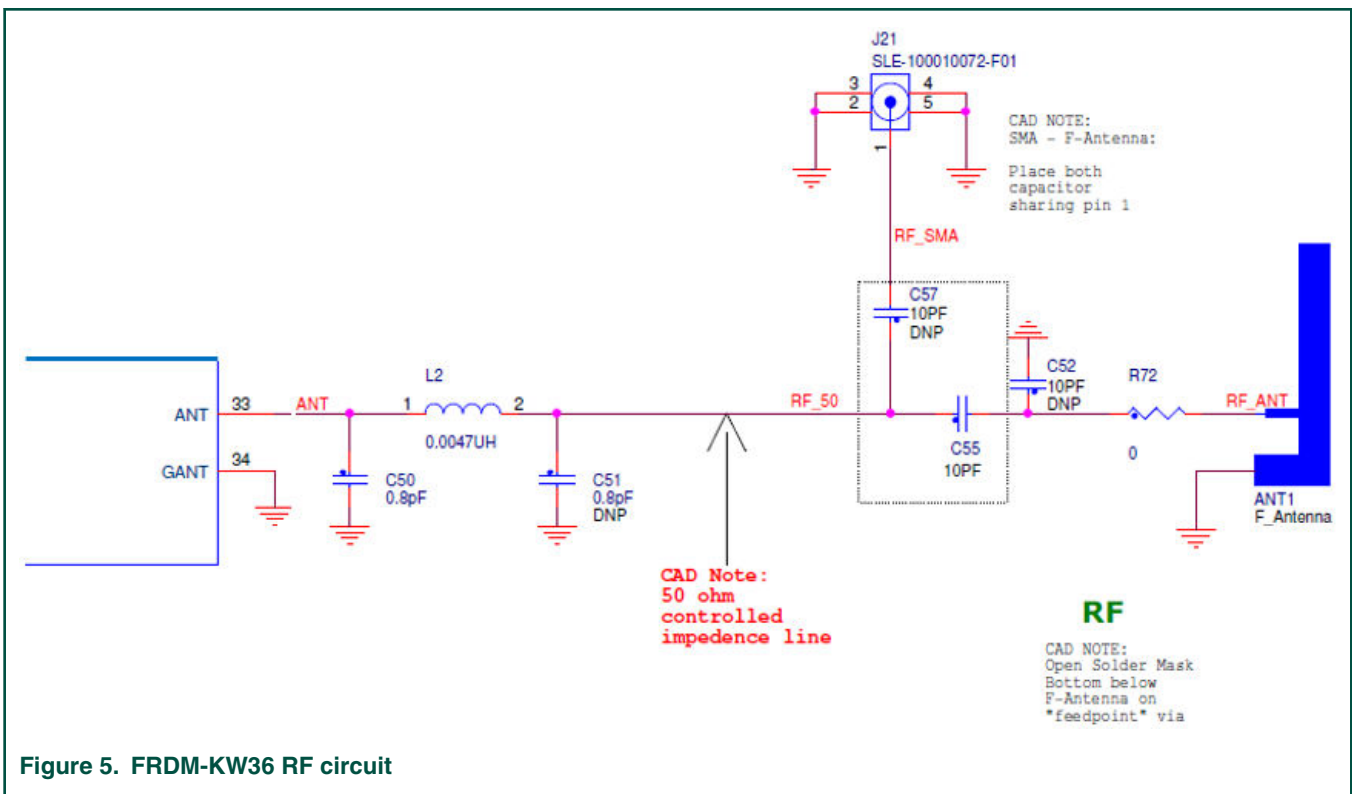 J21
SLE-100010072-F01
3
4
2
5
1
CAD NOTE:
SMA - F-Antenna:
Place both
capacitor
sharing pin 1
RF_SMA
C57
10PF
DNP
C52
10PF
DNP
R72
0
RF_ANT
ANT
33
ANT
L2
1
2
0.0047UH
RF_50
C55
10PF
GANT
34
C50
0.8pF
C51
0.8pF
DNP
ANT1
F_Antenna
CAD Note:
50 ohm
controlled
impedence line
RF
CAD NOTE:
Open Solder Mask
Bottom below
F-Antenna on
"feedpoint" via
Figure 5. FRDM-KW36 RF circuit